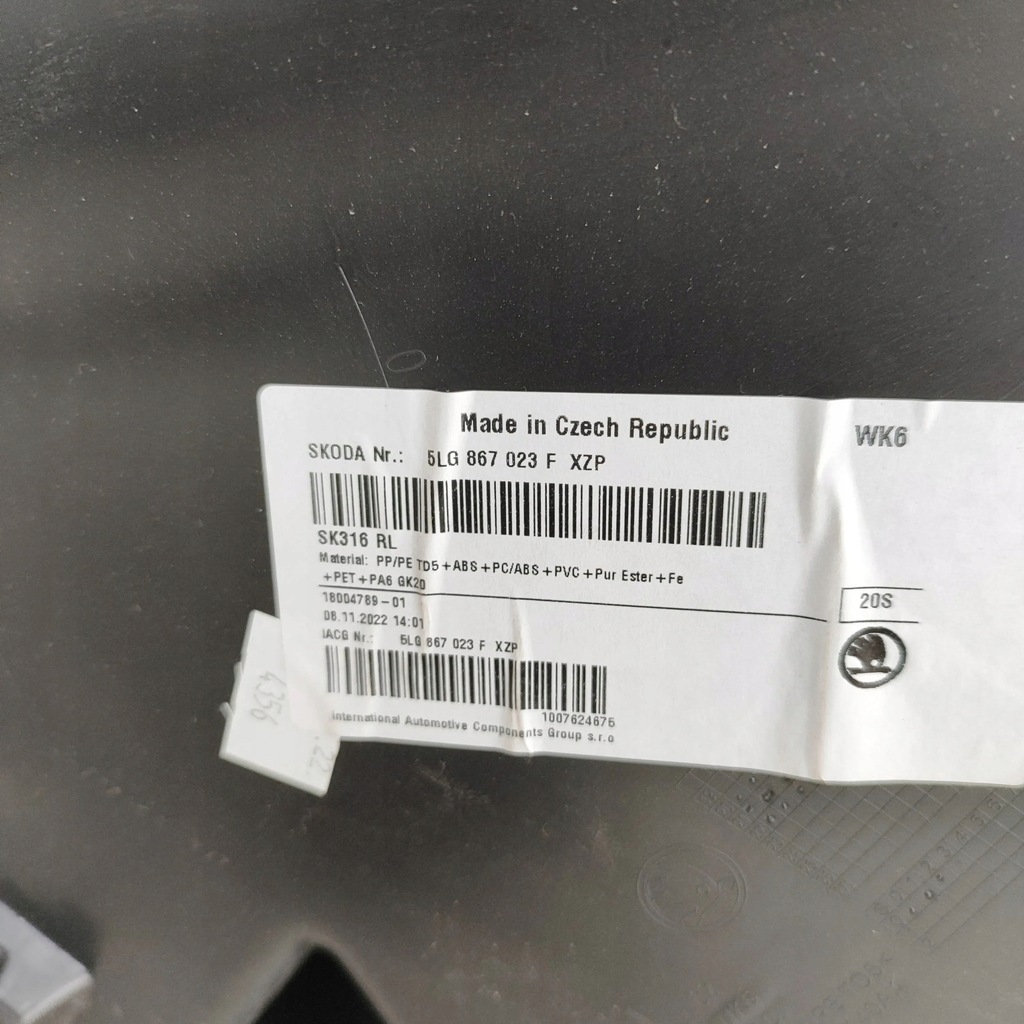 Made in Czech Republic
WK6
SKODA Nr.: 5LG 867 023 F XZP
SK316 RL
Material: PP/PE TD5+ABS+PC/ABS+PVC+Pur Ester+Fe
+PET+PA6 GK20
18004789-01
20S
08.11.2022 14:01
IACG Nr.: 5LG 867 023 F XZP
1007624675
International Automotive Components Group s.r.o
4356
.22.